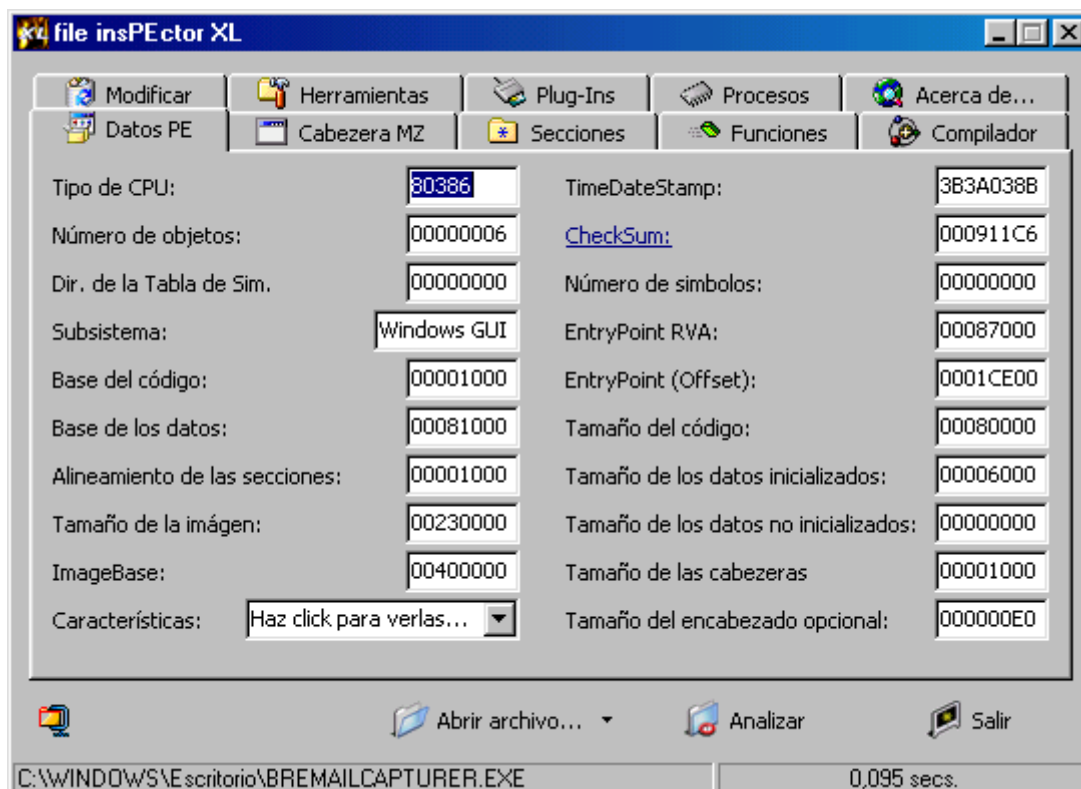 file insPEctor XL
Modificar Herramientas Plug-Ins Procesos Acerca de...
Datos PE Cabezera MZ Secciones Funciones Compilador
Tipo de CPU: 80386 TimeDateStamp: 3B3A038B
Número de objetos: 00000006 CheckSum: 000911C6
Dir. de la Tabla de Sim. 00000000 Número de simbolos: 00000000
Subsistema: Windows GUI EntryPoint RVA: 00087000
Base del código: 00001000 EntryPoint (Offset): 0001CE00
Base de los datos: 00081000 Tamaño del código: 00080000
Alineamiento de las secciones: 00001000 Tamaño de los datos inicializados: 00006000
Tamaño de la imágen: 00230000 Tamaño de los datos no inicializados: 00000000
ImageBase: 00400000 Tamaño de las cabezeras 00001000
Características: Haz click para verlas... Tamaño del encabezado opcional: 000000E0
Abrir archivo... Analizar Salir
C:\WINDOWS\Escritorio\BREMAILCAPTURER.EXE 0,095 secs.